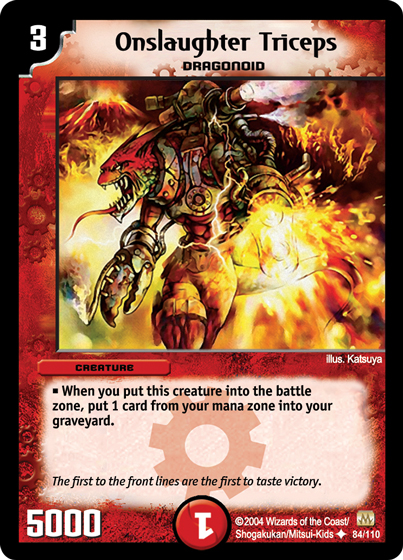 3
Onslaughter Triceps
DRAGONOID
illus. Katsuya
CREATURE
▪ When you put this creature into the battle
zone, put 1 card from your mana zone into your
graveyard.
The first to the front lines are the first to taste victory.
5000
1
©2004 Wizards of the Coast/
Shogakukan/Mitsui-Kids ✦ 84/110